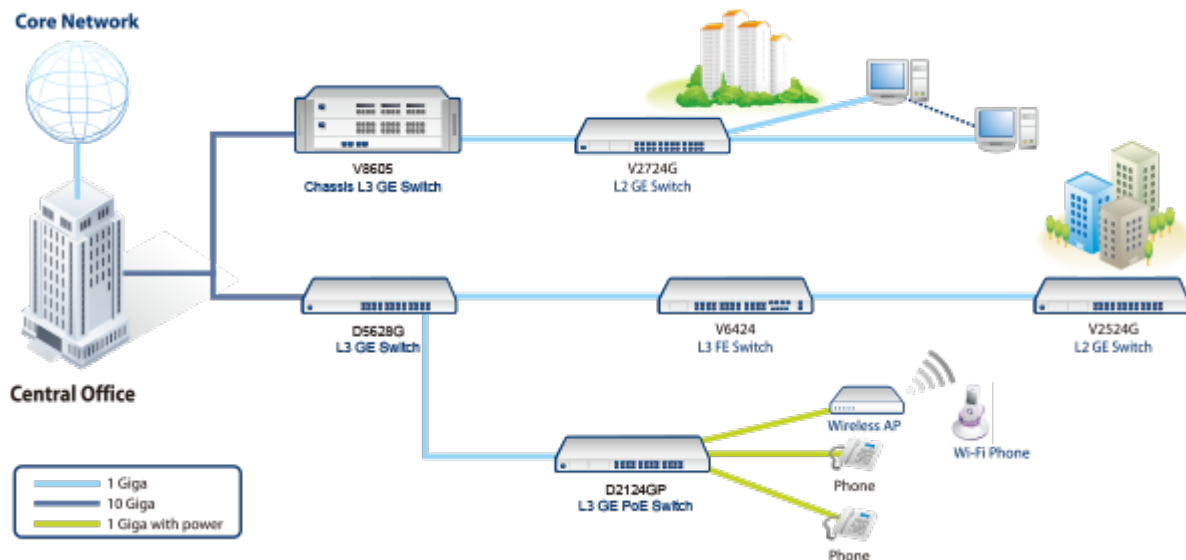 Core Network
V8605
Chassis L3 GE Switch
V2724G
L2 GE Switch
D5628G
L3 GE Switch
V6424
L3 FE Switch
V2524G
L2 GE Switch
Central Office
Wireless AP
Wi-Fi Phone
Phone
D2124GP
L3 GE PoE Switch
Phone
1 Giga
10 Giga
1 Giga with power